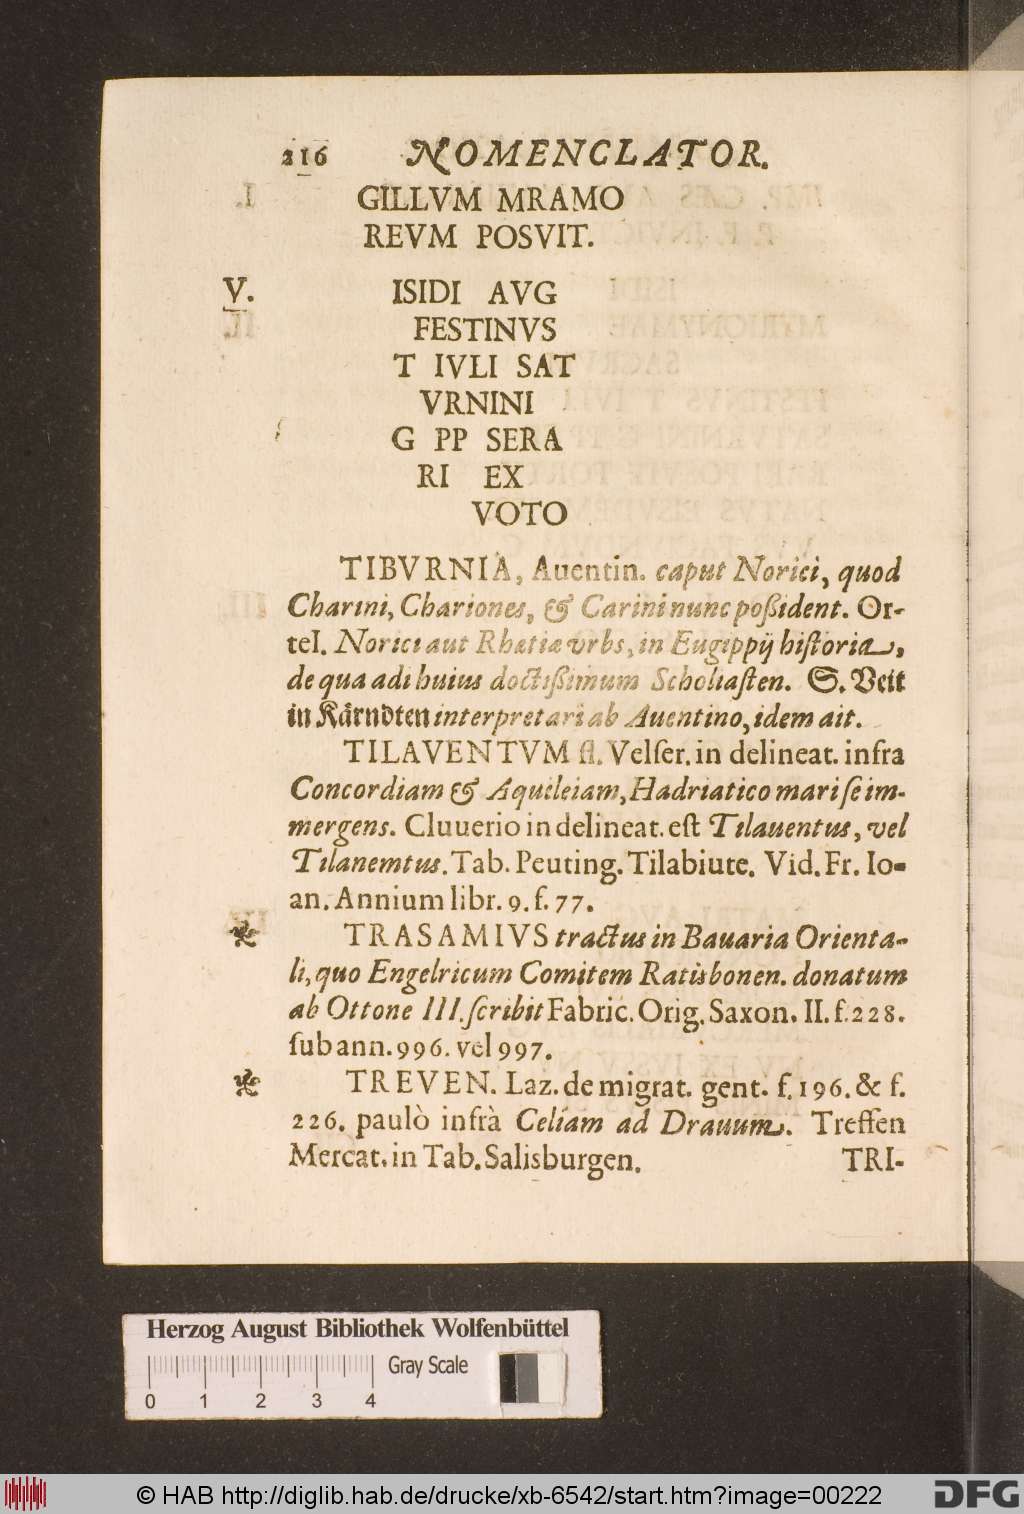 216 NOMENCLATOR.
GILLVM MRAMO
REVM POSVIT.
V. ISIDI AVG
FESTINVS
T IVLI SAT
VRNINI
G PP SERA
RI EX
VOTO
TIBVRNIA, Auentin. caput Norici, quod
Charini, Chariones, & Carini nunc poßident. Or-
tel. Norici aut Rhætiæ vrbs, in Eugippij hiſtoria,
de qua adi huius doctißimum Scholiaſten. S. Veit
in Kärndten interpretari ab Auentino, idem ait.
TILAVENTVM fl. Velſer. in delineat. infra
Concordiam & Aquileiam, Hadriatico mari ſe im-
mergens. Cluuerio in delineat. eſt Tilauentus, vel
Tilanemtus. Tab. Peuting. Tilabiute. Vid. Fr. Io-
an. Annium libr. 9. f. 77.
TRASAMIVS tractus in Bauaria Orienta-
li, quo Engelricum Comitem Ratisbonen. donatum
ab Ottone III. ſcribit Fabric. Orig. Saxon. II. f. 228.
ſub ann. 996. vel 997.
TREVEN. Laz. de migrat. gent. f. 196. & f.
226. paulò infrà Celiam ad Drauum. Treffen
Mercat. in Tab. Salisburgen. TRI-
Herzog August Bibliothek Wolfenbüttel
Gray Scale
0 1 2 3 4
© HAB http://diglib.hab.de/drucke/xb-6542/start.htm?image=00222 DFG